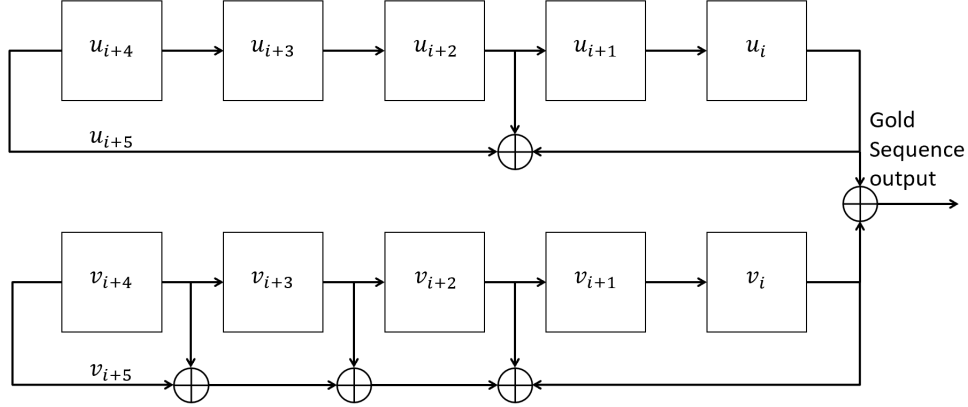 u_{i+4}
u_{i+3}
u_{i+2}
u_{i+1}
u_i
u_{i+5}
Gold
Sequence
output
v_{i+4}
v_{i+3}
v_{i+2}
v_{i+1}
v_i
v_{i+5}